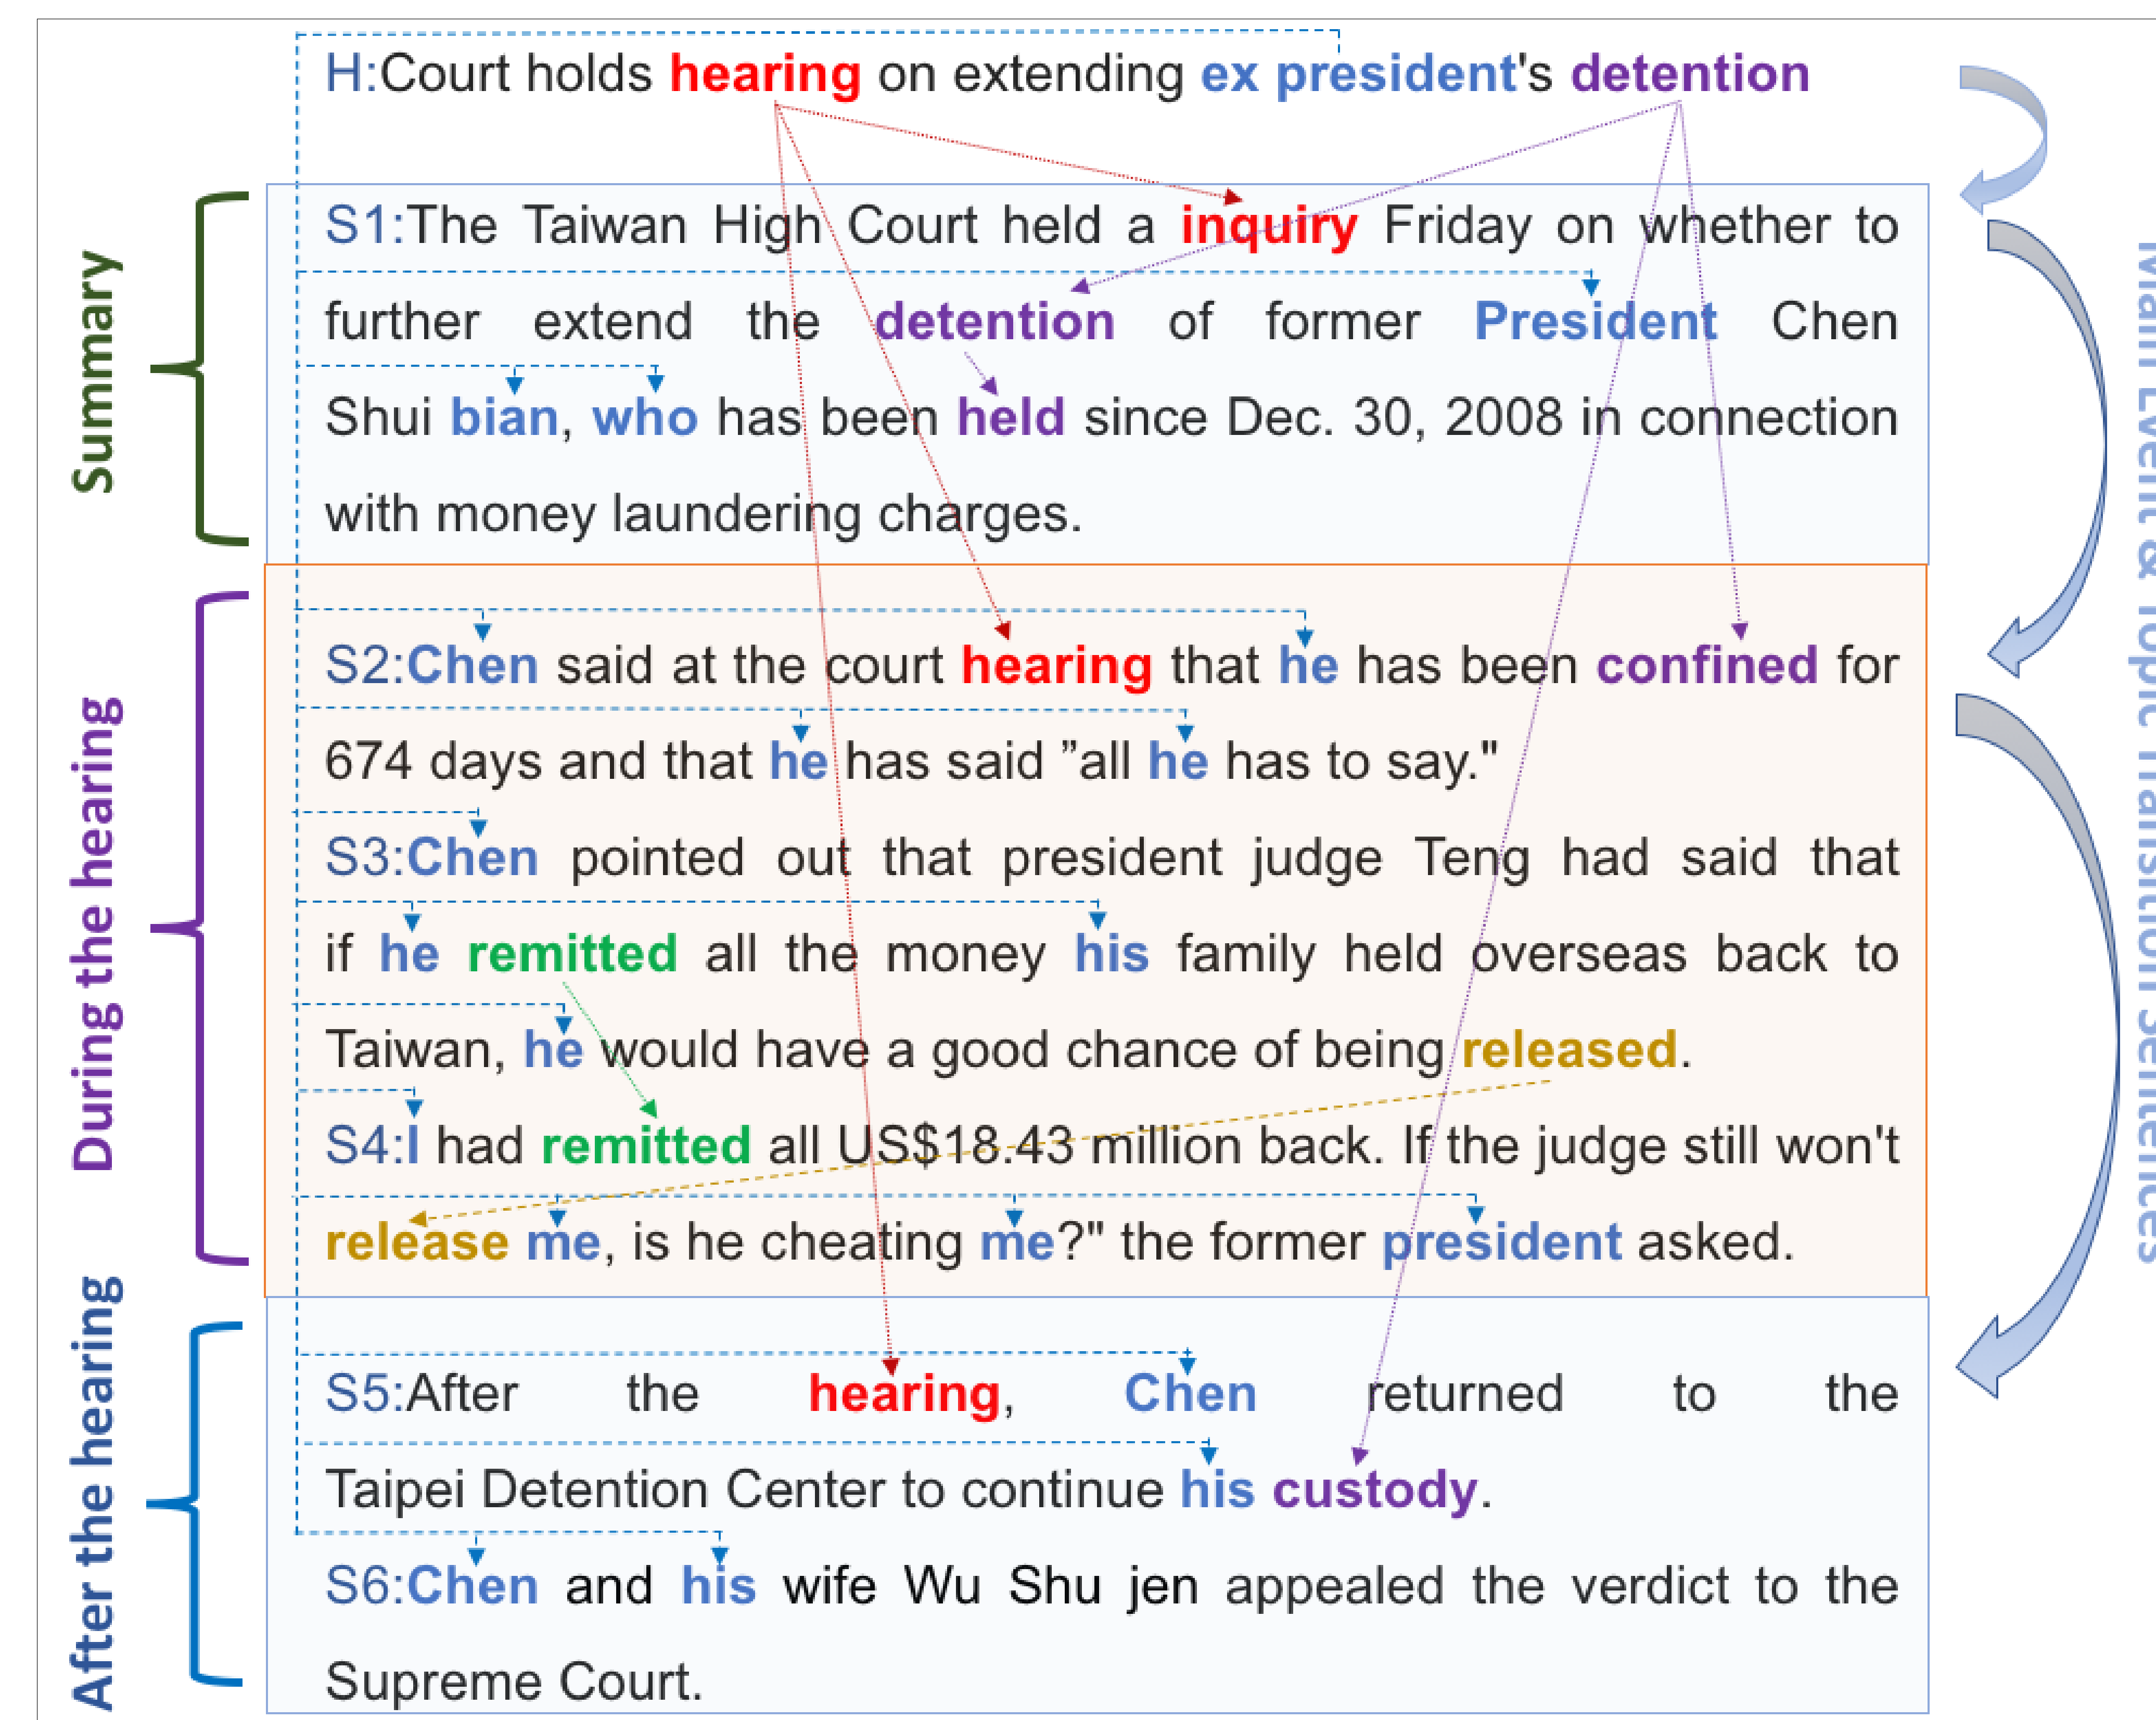 H:Court holds hearing on extending ex president's detention
Summary
S1:The Taiwan High Court held a inquiry Friday on whether to
further extend the detention of former President Chen
Shui bian, who has been held since Dec. 30, 2008 in connection
with money laundering charges.
During the hearing
S2:Chen said at the court hearing that he has been confined for
674 days and that he has said ”all he has to say."
S3:Chen pointed out that president judge Teng had said that
if he remitted all the money his family held overseas back to
Taiwan, he would have a good chance of being released.
S4:I had remitted all US$18.43 million back. If the judge still won't
release me, is he cheating me?" the former president asked.
After the hearing
S5:After the hearing, Chen returned to the
Taipei Detention Center to continue his custody.
S6:Chen and his wife Wu Shu jen appealed the verdict to the
Supreme Court.
Main Event & Topic Transition Sentences